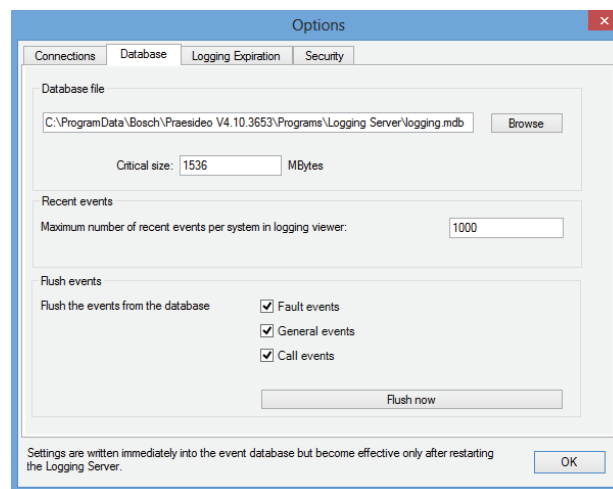 Options
Connections Database Logging Expiration Security
Database file
C:\ProgramData\Bosch\Praesideo V4.10.3653\Programs\Logging Server\logging.mdb Browse
Critical size: 1536 MBytes
Recent events
Maximum number of recent events per system in logging viewer: 1000
Flush events
Flush the events from the database Fault events
General events
Call events
Flush now
Settings are written immediately into the event database but become effective only after restarting
the Logging Server. OK